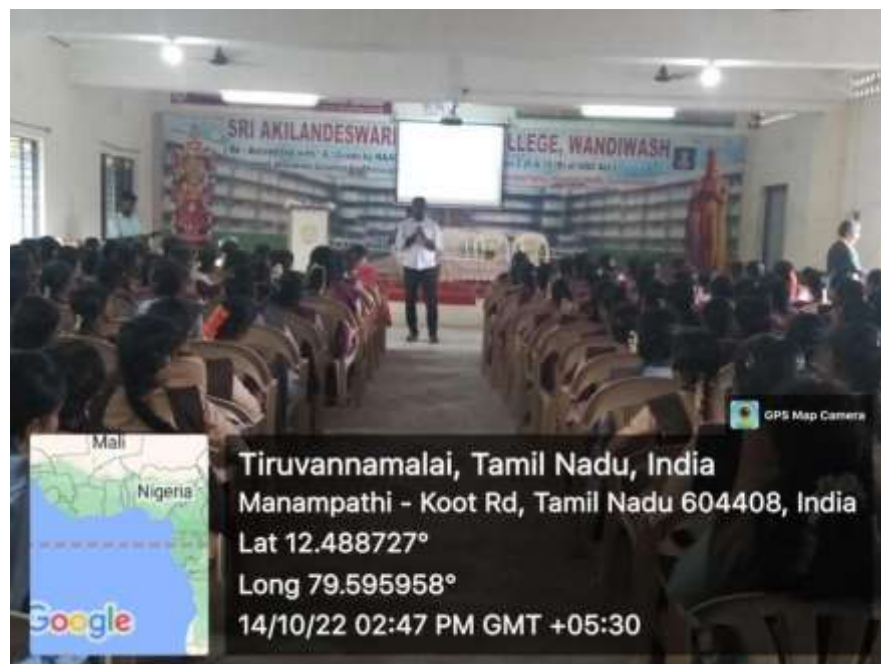 SRI AKILANDESWARI LLEGE, WANDIWASH
GPS Map Camera
Mali
Nigeria
Google
Tiruvannamalai, Tamil Nadu, India
Manampathi - Koot Rd, Tamil Nadu 604408, India
Lat 12.488727°
Long 79.595958°
14/10/22 02:47 PM GMT +05:30